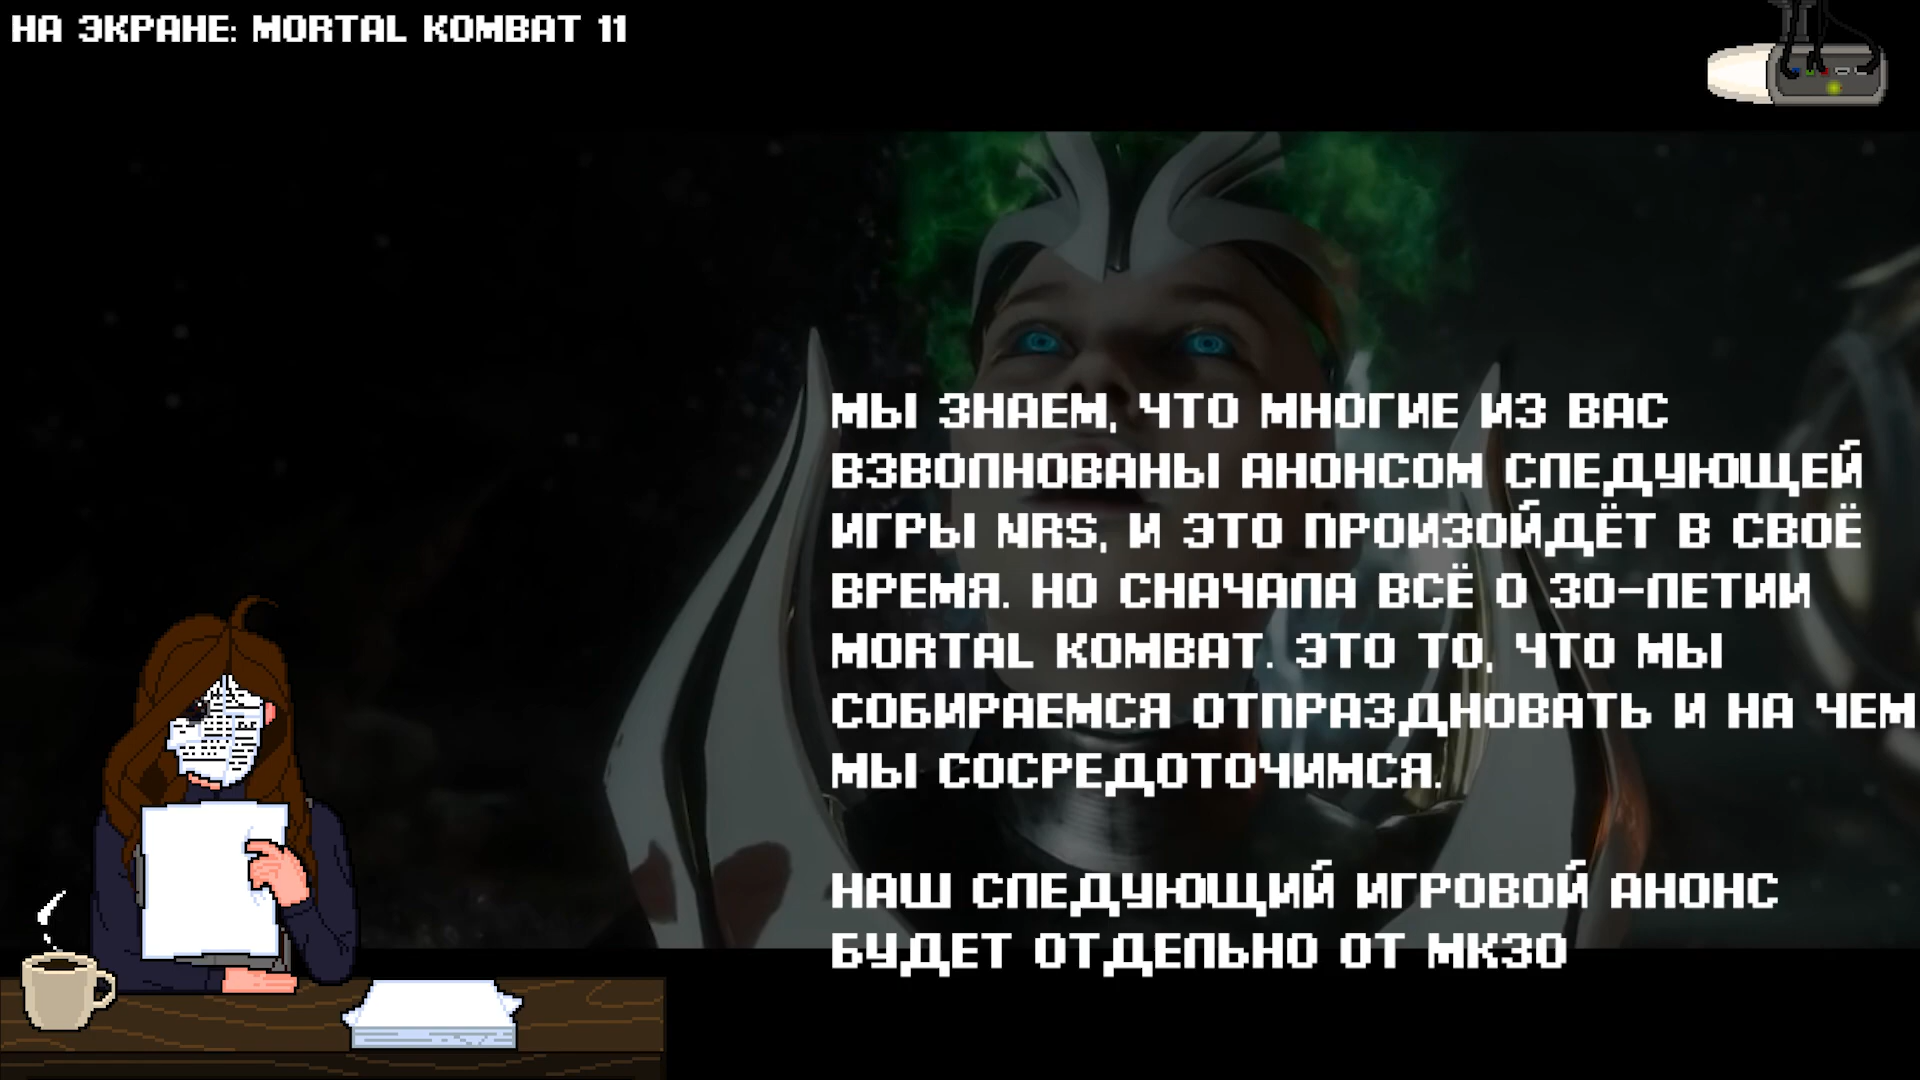 НА ЭКРАНЕ: MORTAL KOMBAT 11
МЫ ЗНАЕМ, ЧТО МНОГИЕ ИЗ ВАС
ВЗВОЛНОВАНЫ АНОНСОМ СЛЕДУЮЩЕЙ
ИГРЫ NRS, И ЭТО ПРОИЗОЙДЁТ В СВОЁ
ВРЕМЯ. НО СНАЧАЛА ВСЁ О 30-ЛЕТИИ
MORTAL KOMBAT. ЭТО ТО, ЧТО МЫ
СОБИРАЕМСЯ ОТПРАЗДНОВАТЬ И НА ЧЕМ
МЫ СОСРЕДОТОЧИМСЯ.
НАШ СЛЕДУЮЩИЙ ИГРОВОЙ АНОНС
БУДЕТ ОТДЕЛЬНО ОТ МК30